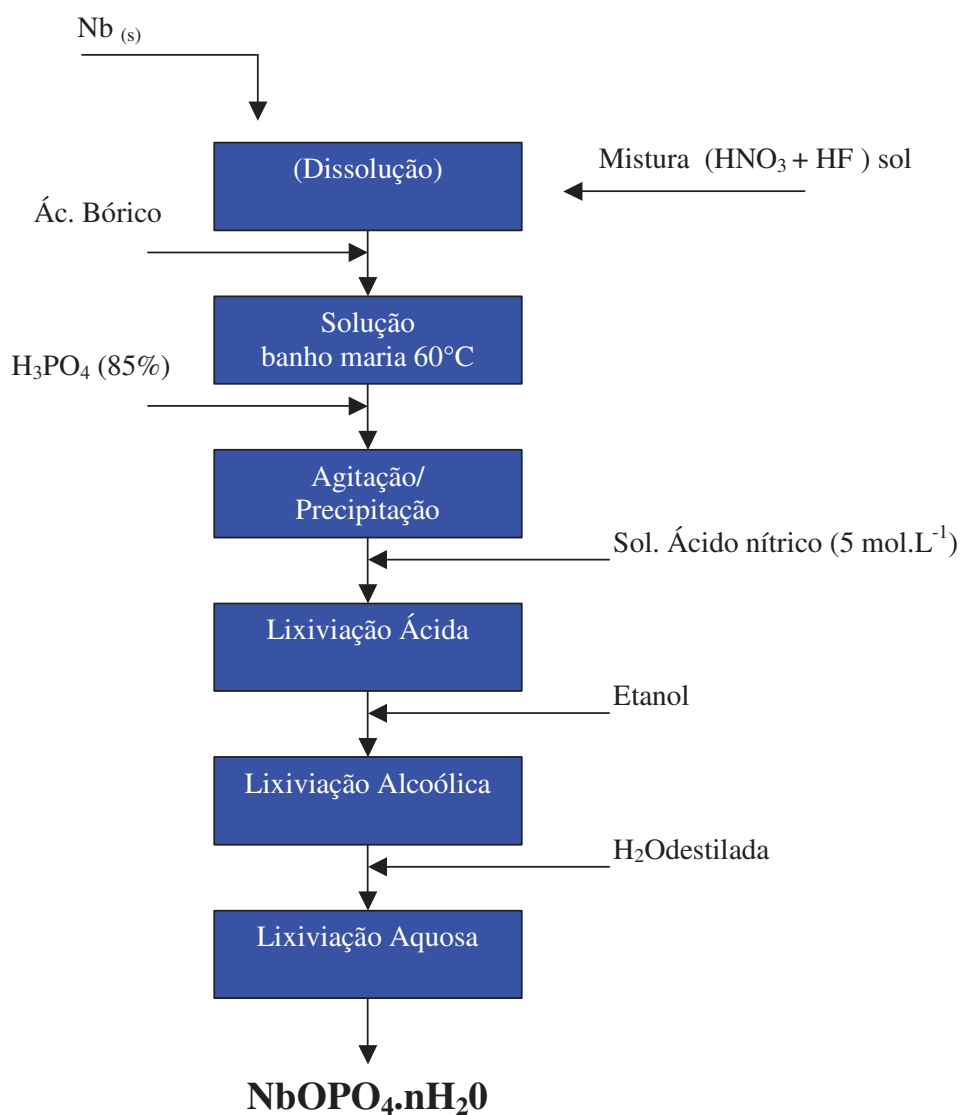 Nb (s)
(Dissolução)
Mistura (HNO₃ + HF ) sol
Ác. Bórico
Solução
banho maria 60°C
H₃PO₄ (85%)
Agitação/
Precipitação
Sol. Ácido nítrico (5 mol.L⁻¹)
Lixiviação Ácida
Etanol
Lixiviação Alcoólica
H₂Odestilada
Lixiviação Aquosa
NbOPO₄.nH₂0